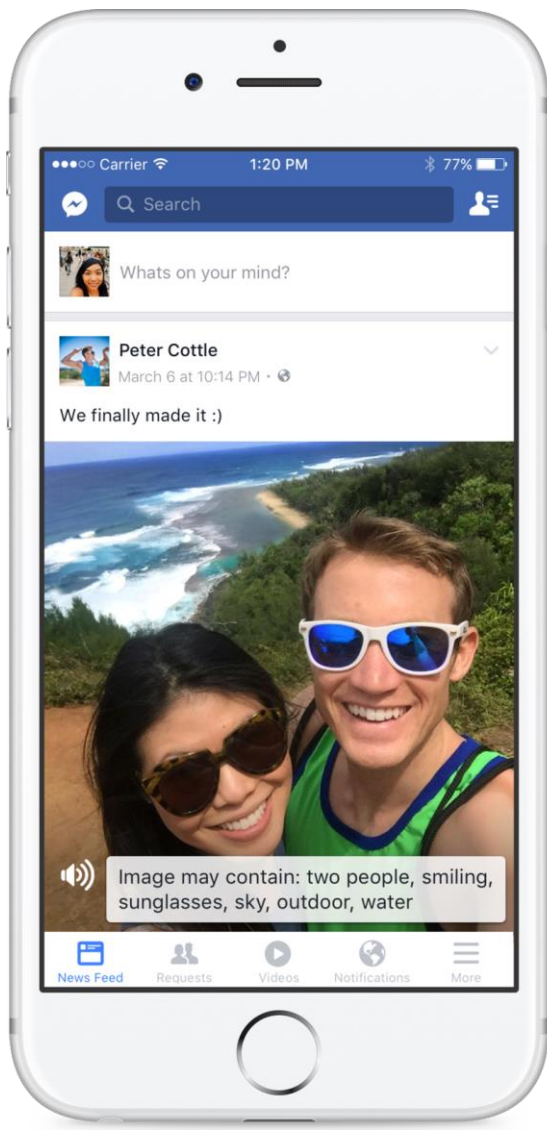 Carrier 1:20 PM 77%
Search
Whats on your mind?
Peter Cottle
March 6 at 10:14 PM ·
We finally made it :)
Image may contain: two people, smiling,
sunglasses, sky, outdoor, water
News Feed Requests Videos Notifications More